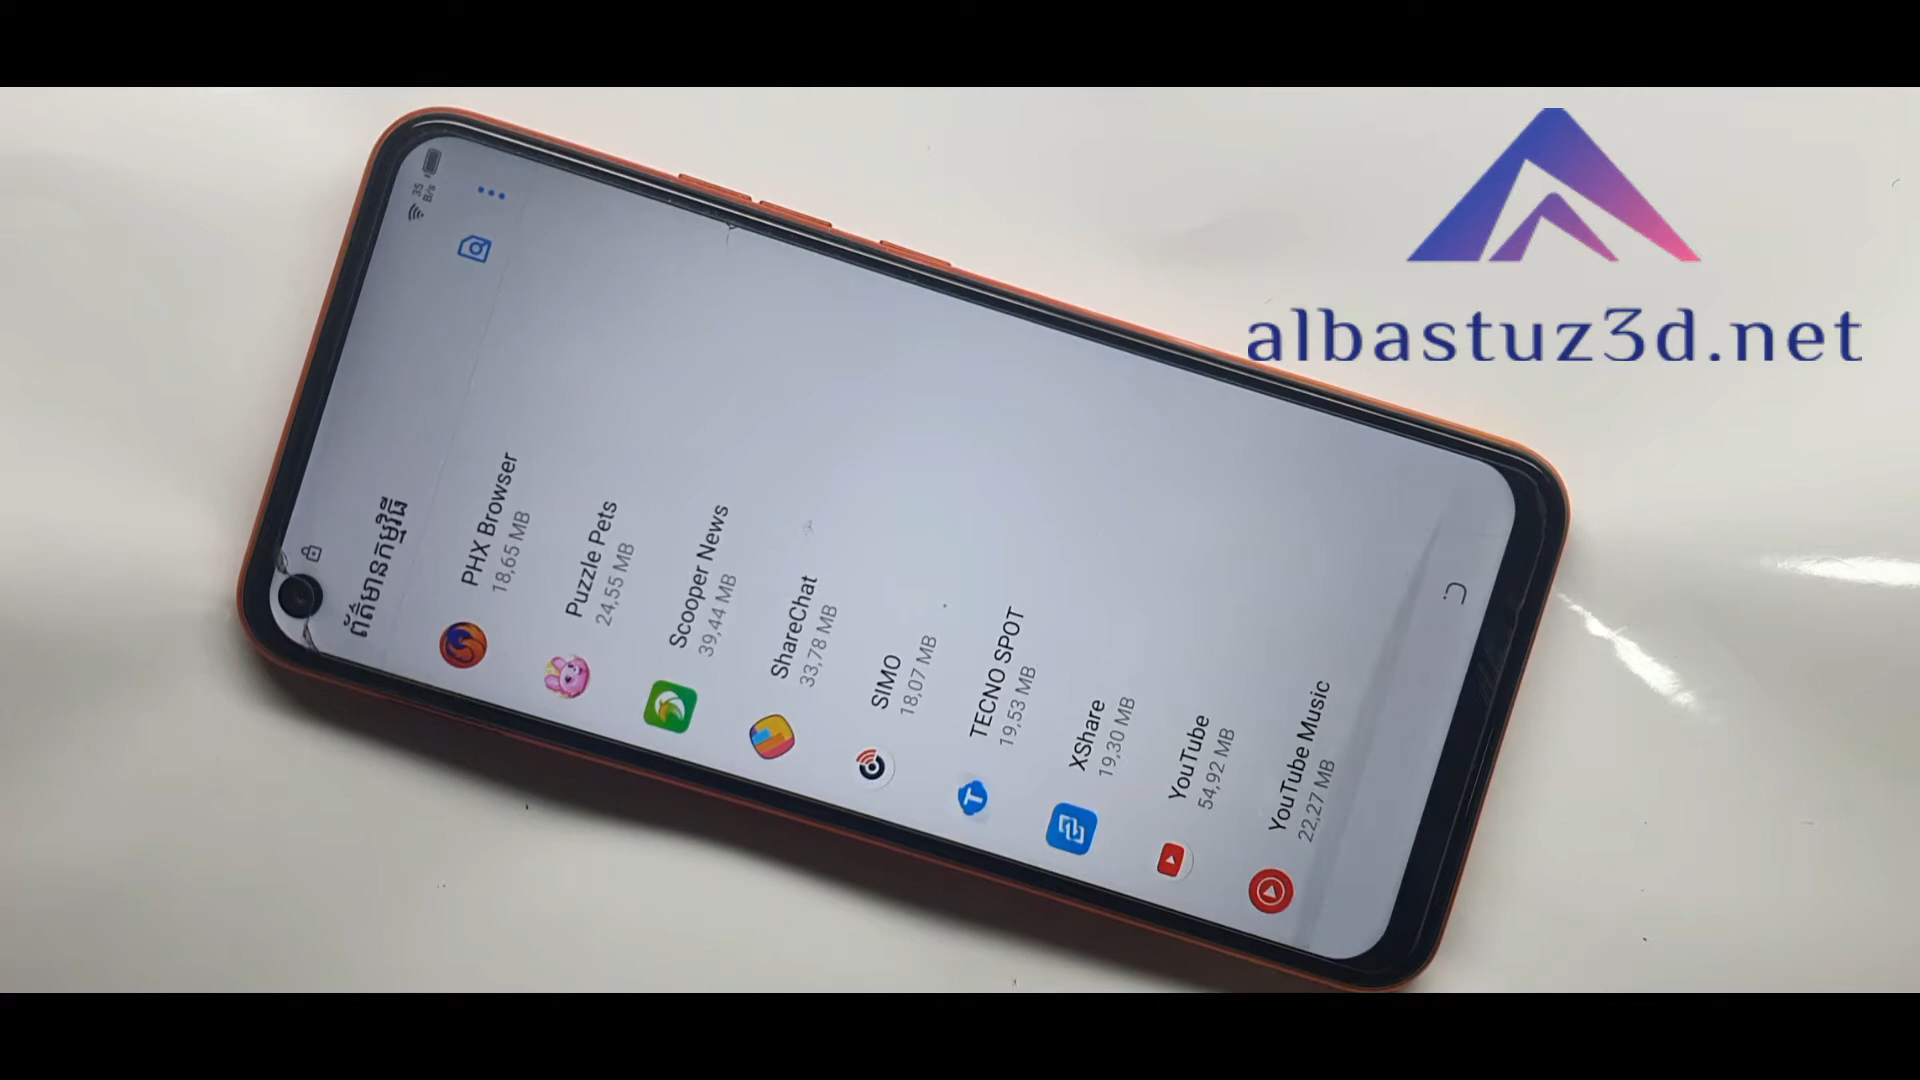 35
B/s
ព័ត៌មានកម្មវិធី
PHX Browser
18,65 MB
Puzzle Pets
24,55 MB
Scooper News
39,44 MB
ShareChat
33,78 MB
SIMO
18,07 MB
TECNO SPOT
19,53 MB
XShare
19,30 MB
YouTube
54,92 MB
YouTube Music
22,27 MB
albastuz3d.net